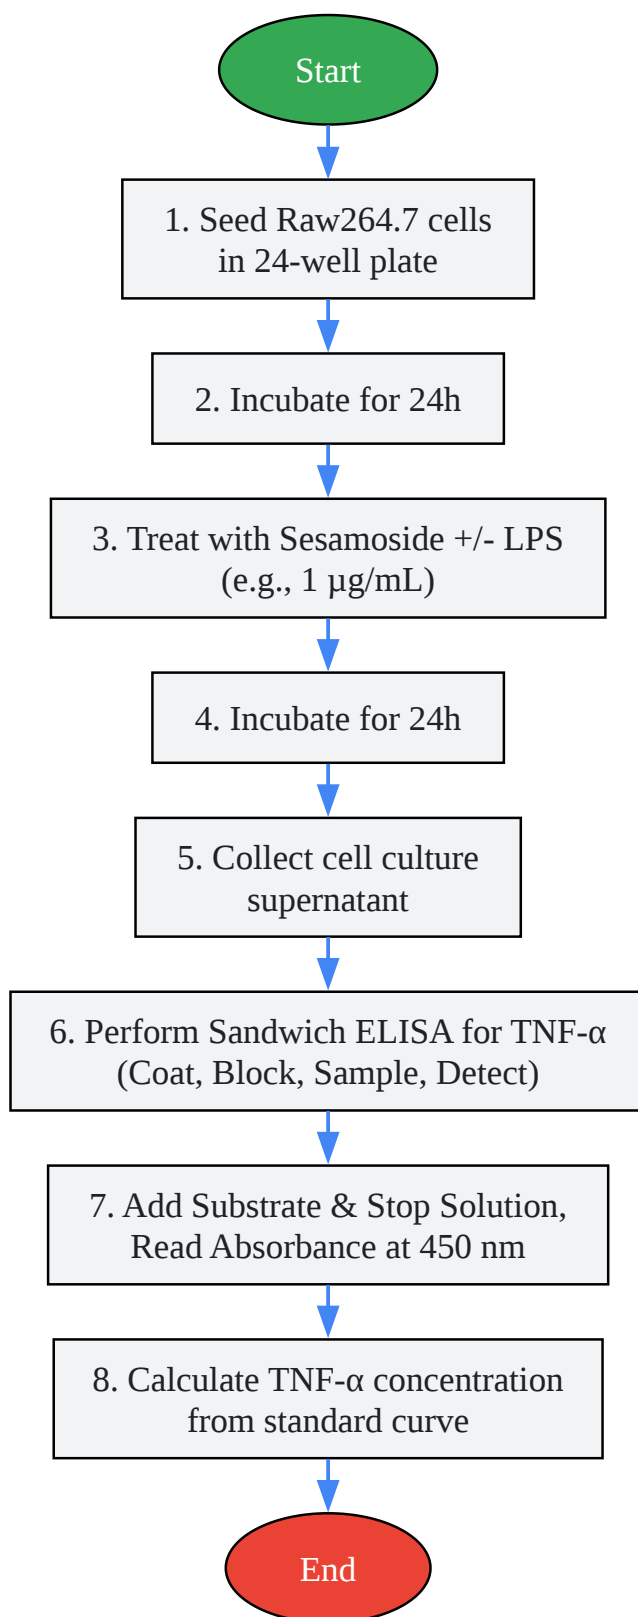 Start
1. Seed Raw264.7 cells
in 24-well plate
2. Incubate for 24h
3. Treat with Sesamoside +/- LPS
(e.g., 1 µg/mL)
4. Incubate for 24h
5. Collect cell culture
supernatant
6. Perform Sandwich ELISA for TNF-α
(Coat, Block, Sample, Detect)
7. Add Substrate & Stop Solution,
Read Absorbance at 450 nm
8. Calculate TNF-α concentration
from standard curve
End